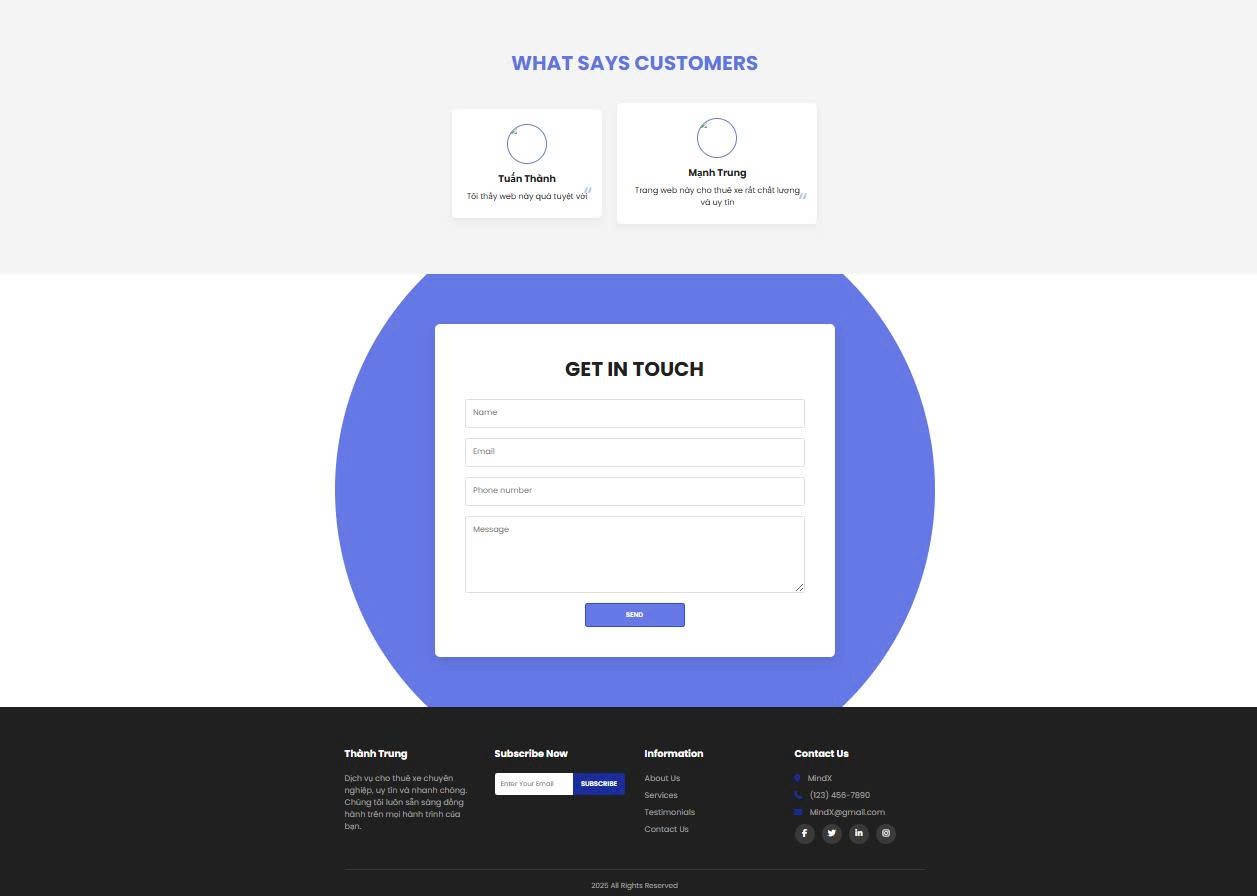 WHAT SAYS CUSTOMERS
Tuấn Thành
Tôi thấy web này quá tuyệt vời
Mạnh Trung
Trang web này cho thuê xe rất chất lượng
và uy tín
GET IN TOUCH
Name
Email
Phone number
Message
SEND
Thành Trung
Dịch vụ cho thuê xe chuyên
nghiệp, uy tín và nhanh chóng.
Chúng tôi luôn sẵn sàng đồng
hành trên mọi hành trình của
bạn.
Subscribe Now
Enter Your Email
SUBSCRIBE
Information
About Us
Services
Testimonials
Contact Us
Contact Us
MindX
(123) 456-7890
MindX@gmail.com
2025 All Rights Reserved